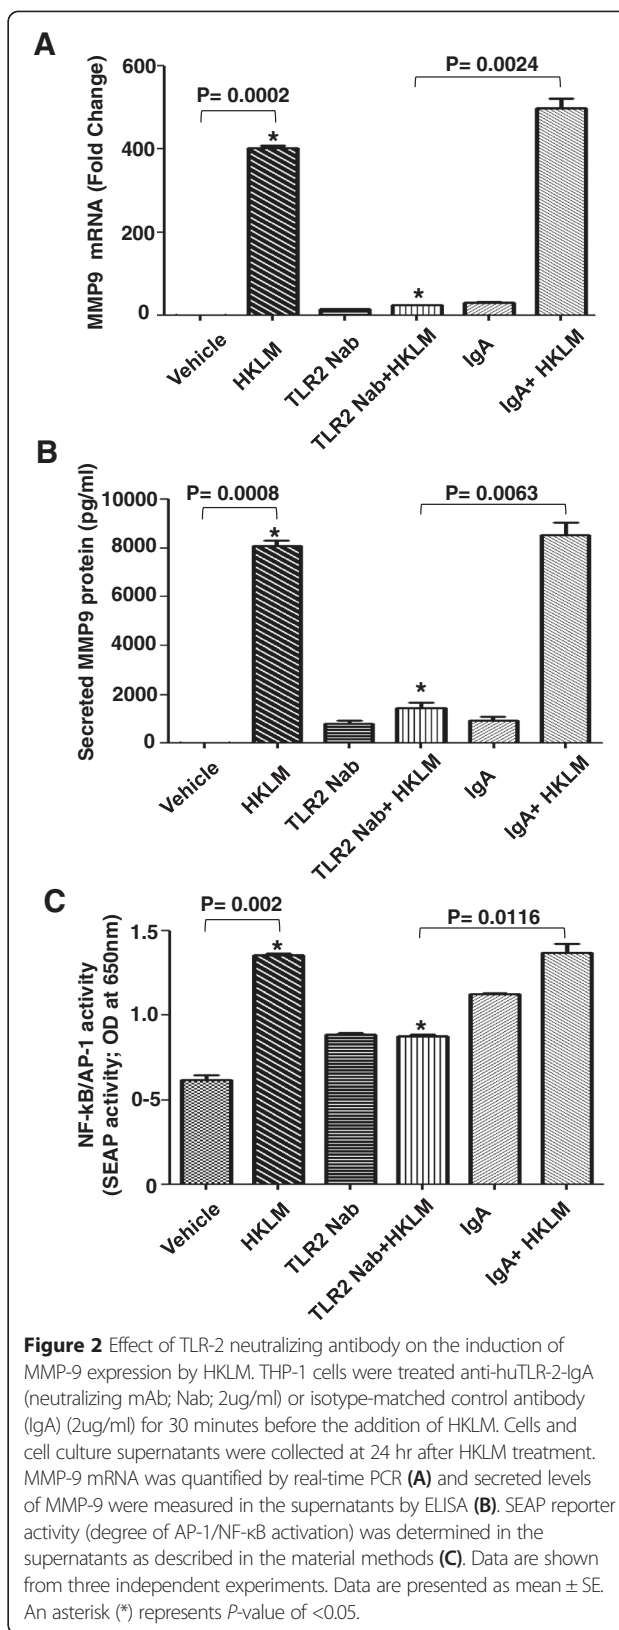 A
MMP9 mRNA (Fold Change)
600
400
200
0
P= 0.0002
P= 0.0024
*
*
Vehicle
HKLM
TLR2 Nab
TLR2 Nab+HKLM
IgA
IgA+ HKLM
B
Secreted MMP9 protein (pg/ml)
10000
8000
6000
4000
2000
0
P= 0.0008
P= 0.0063
*
*
Vehicle
HKLM
TLR2 Nab
TLR2 Nab+ HKLM
IgA
IgA+ HKLM
C
NF-kB/AP-1 activity
(SEAP activity; OD at 650nm)
1.5
1.0
0-5
0
P= 0.002
P= 0.0116
*
*
Vehicle
HKLM
TLR2 Nab
TLR2 Nab+HKLM
IgA
IgA+ HKLM
Figure 2 Effect of TLR-2 neutralizing antibody on the induction of
MMP-9 expression by HKLM. THP-1 cells were treated anti-huTLR-2-IgA
(neutralizing mAb; Nab; 2ug/ml) or isotype-matched control antibody
(IgA) (2ug/ml) for 30 minutes before the addition of HKLM. Cells and
cell culture supernatants were collected at 24 hr after HKLM treatment.
MMP-9 mRNA was quantified by real-time PCR (A) and secreted levels
of MMP-9 were measured in the supernatants by ELISA (B). SEAP reporter
activity (degree of AP-1/NF-κB activation) was determined in the
supernatants as described in the material methods (C). Data are shown
from three independent experiments. Data are presented as mean ± SE.
An asterisk (*) represents P-value of <0.05.